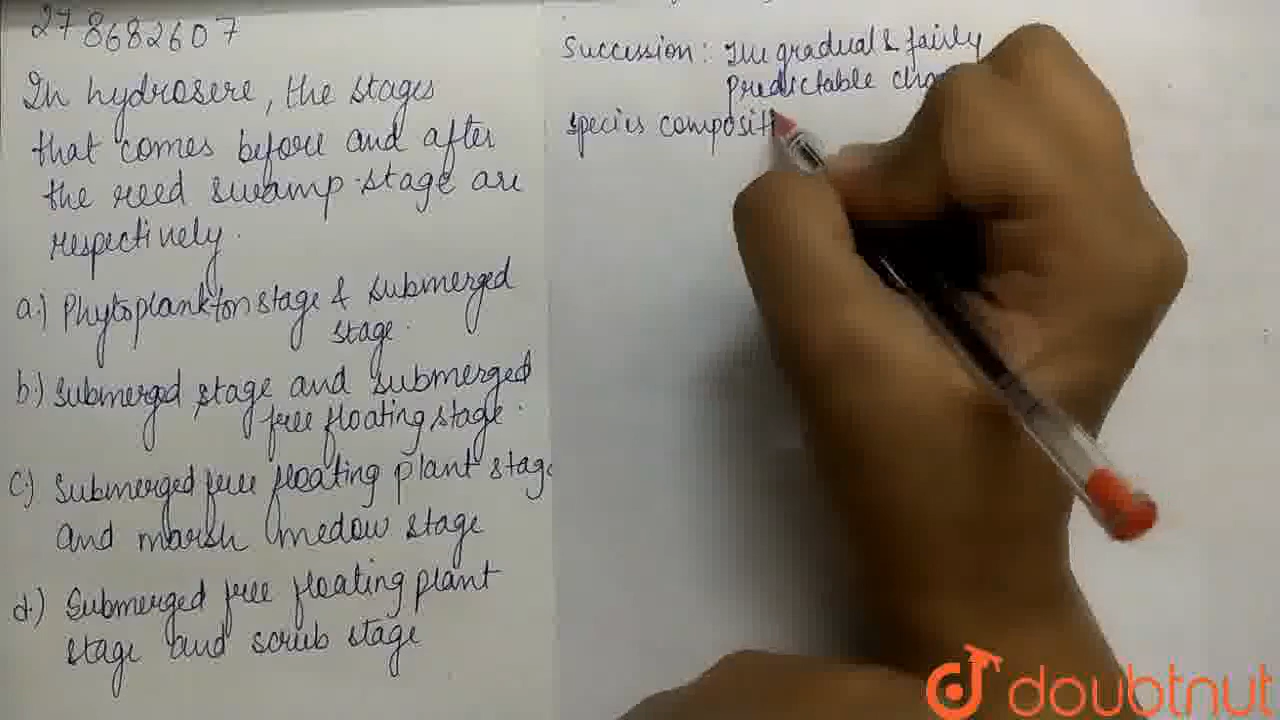 278682607
In hydrosere, the stages
that comes before and after
the reed swamp-stage are
respectively.
a.) Phytoplankton stage & submerged
stage.
b.) Submerged stage and submerged
free floating stage.
c) Submerged free floating plant stage
and marsh medow stage
d.) Submerged free floating plant
stage and scrub stage
Succession: The gradual & fairly
predictable
species composit
doubtnut